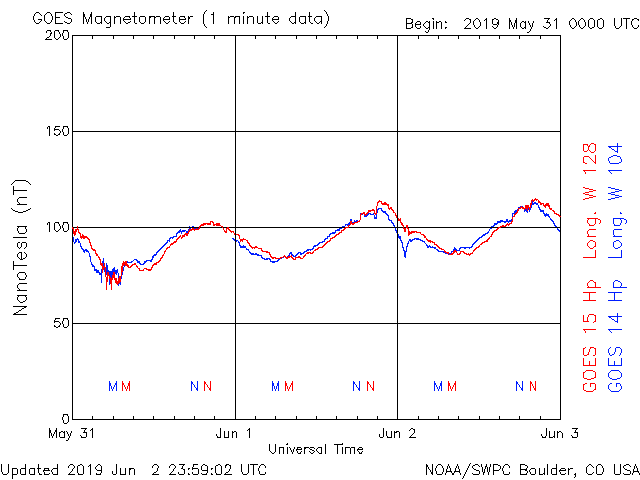 GOES Magnetometer (1 minute data)
Begin: 2019 May 31 0000 UTC
200
150
100
50
0
NanoTesla (nT)
M M N N M M N N M M N N
May 31 Jun 1 Jun 2 Jun 3
Universal Time
GOES 15 Hp Long. W 128
GOES 14 Hp Long. W 104
Updated 2019 Jun 2 23:59:02 UTC
NOAA/SWPC Boulder, CO USA